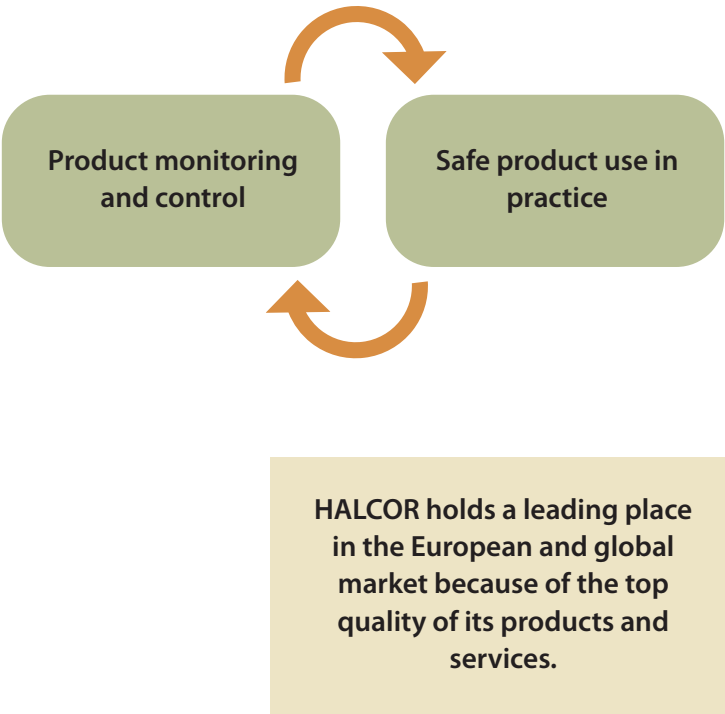 Product monitoring
and control
Safe product use in
practice
HALCOR holds a leading place
in the European and global
market because of the top
quality of its products and
services.